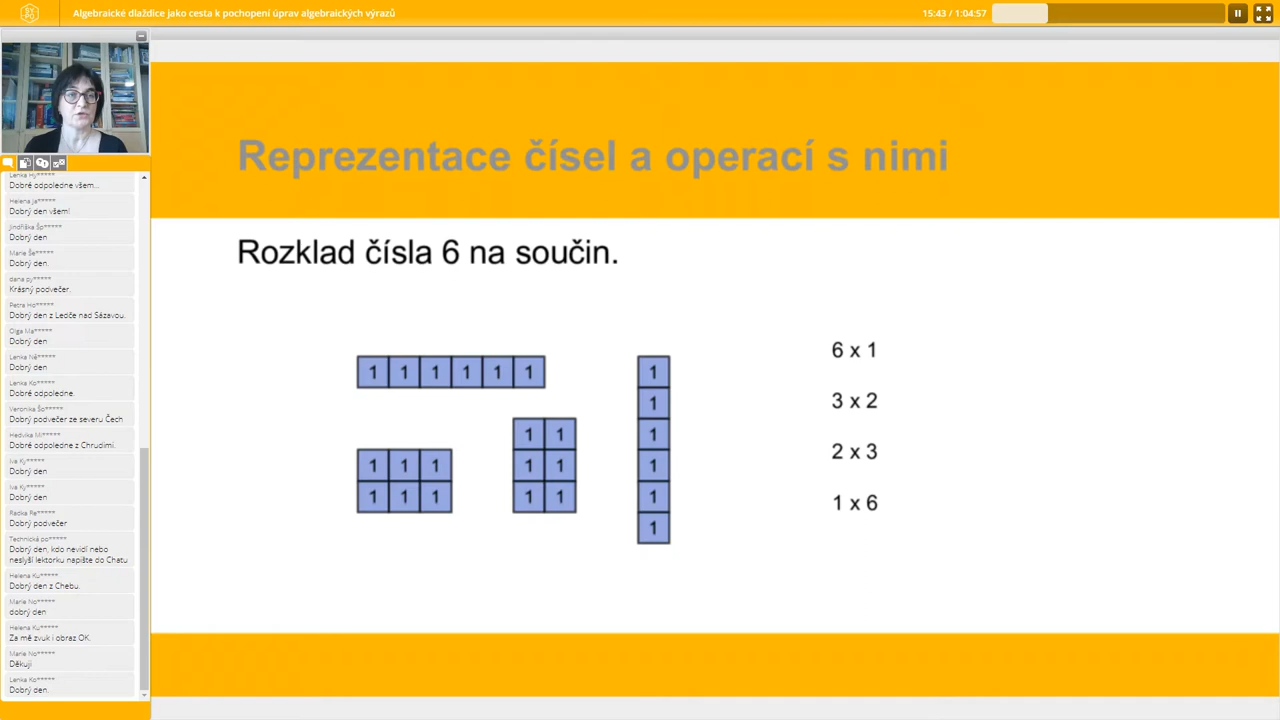 SYPO
Algebraické dlaždice jako cesta k pochopení úprav algebraických výrazů
15:43 / 1:04:57
Reprezentace čísel a operací s nimi
Rozklad čísla 6 na součin.
1 1 1 1 1 1
1 1 1
1 1 1
1 1
1 1
1 1
1
1
1
1
1
1
6 x 1
3 x 2
2 x 3
1 x 6
Lenka Hy*****
Dobré odpoledne všem...
Helena Ja*****
Dobrý den všem!
Jindřiška Šp*****
Dobrý den
Marie Še*****
Dobrý den.
dana py*****
Krásný podvečer.
Petra Ho*****
Dobrý den z Ledče nad Sázavou.
Olga Ma*****
Dobrý den
Lenka Ně*****
Dobrý den
Lenka Ko*****
Dobré odpoledne.
Veronika Šo*****
Dobrý podvečer ze severu Čech
Hedvika Mi*****
Dobré odpoledne z Chrudimi.
Iva Ky*****
Dobrý den
Iva Ky*****
Dobrý den
Radka Re*****
Dobrý podvečer
Technická po*****
Dobrý den, kdo nevidí nebo
neslyší lektorku napište do Chatu
Helena Ku*****
Dobrý den z Chebu.
Marie No*****
dobrý den
Helena Ku*****
Za mě zvuk i obraz OK.
Marie No*****
Děkuji
Lenka Ko*****
Dobrý den.